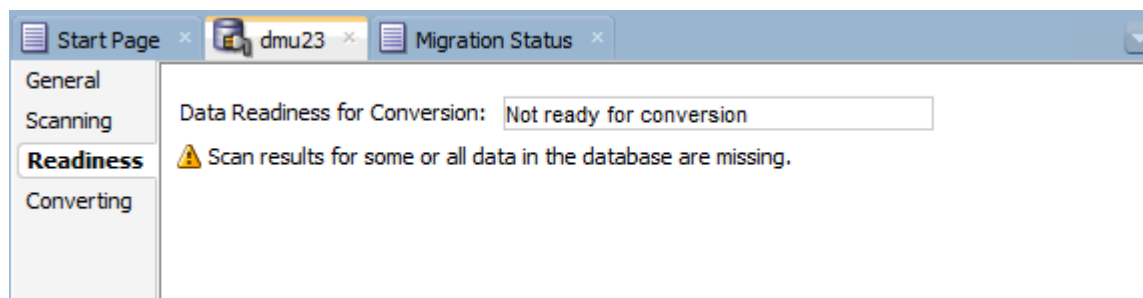 Start Page dmu23 Migration Status
General
Scanning
Readiness
Converting
Data Readiness for Conversion: Not ready for conversion
Scan results for some or all data in the database are missing.